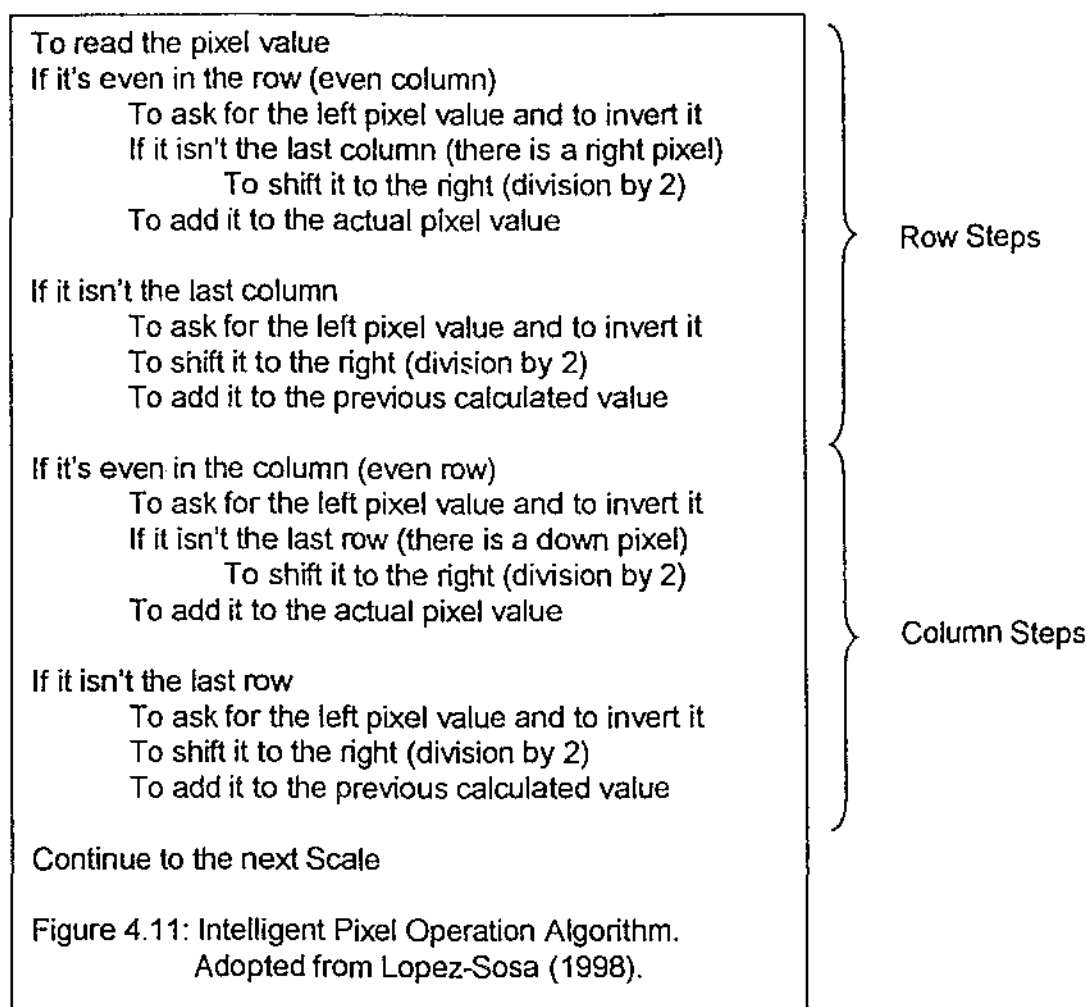 To read the pixel value
If it's even in the row (even column)
To ask for the left pixel value and to invert it
If it isn't the last column (there is a right pixel)
To shift it to the right (division by 2)
To add it to the actual pixel value
Row Steps
If it isn't the last column
To ask for the left pixel value and to invert it
To shift it to the right (division by 2)
To add it to the previous calculated value
If it's even in the column (even row)
To ask for the left pixel value and to invert it
If it isn't the last row (there is a down pixel)
To shift it to the right (division by 2)
To add it to the actual pixel value
Column Steps
If it isn't the last row
To ask for the left pixel value and to invert it
To shift it to the right (division by 2)
To add it to the previous calculated value
Continue to the next Scale
Figure 4.11: Intelligent Pixel Operation Algorithm.
Adopted from Lopez-Sosa (1998).